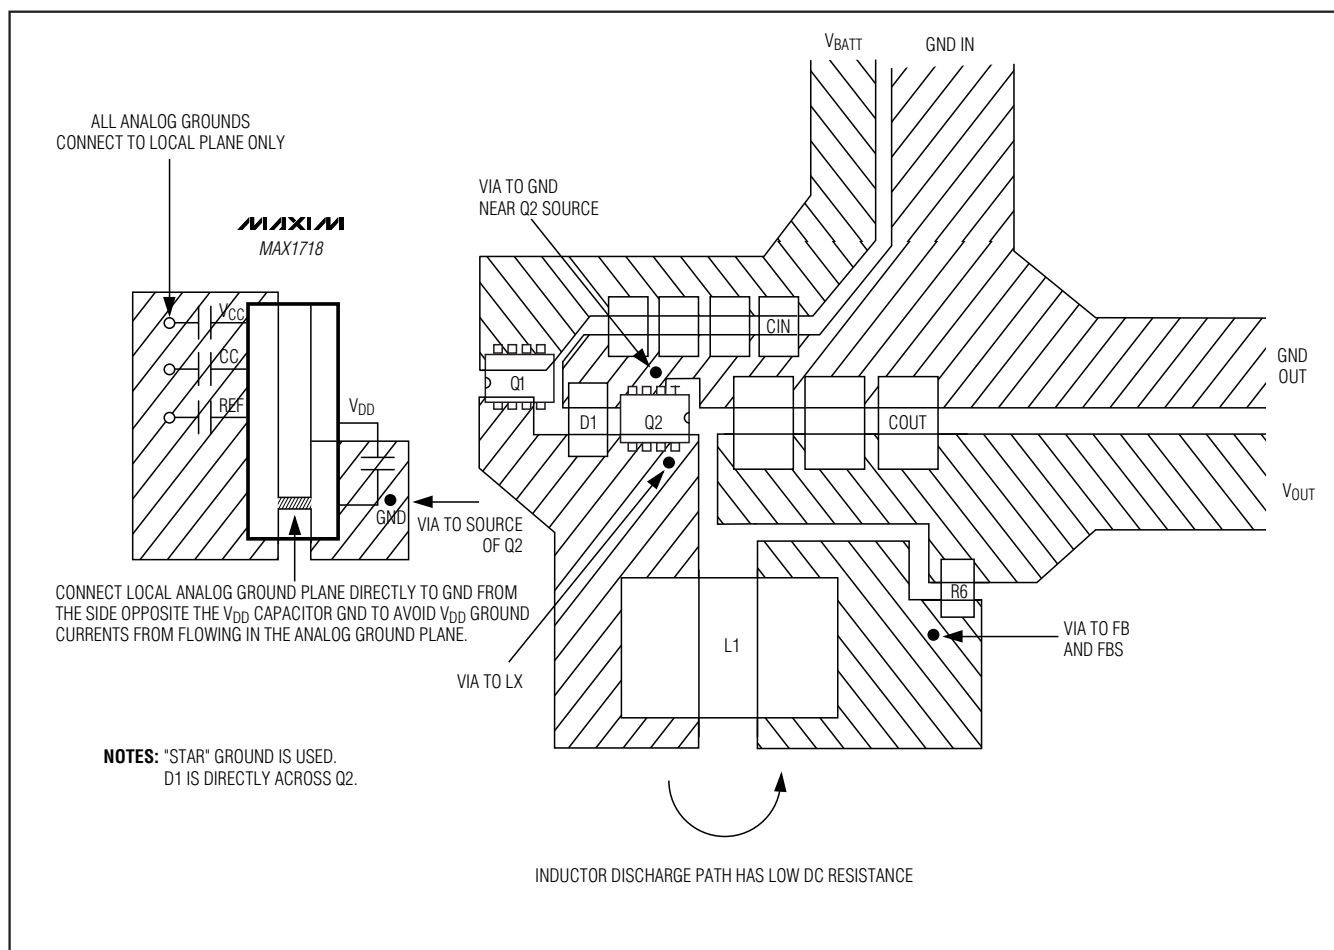 VBATT
GND IN
ALL ANALOG GROUNDS
CONNECT TO LOCAL PLANE ONLY
VIA TO GND
NEAR Q2 SOURCE
MAXIM
MAX1718
VCC
CC
REF
VDD
GND
CIN
Q1
D1
Q2
COUT
GND
OUT
VOUT
VIA TO SOURCE
OF Q2
CONNECT LOCAL ANALOG GROUND PLANE DIRECTLY TO GND FROM
THE SIDE OPPOSITE THE VDD CAPACITOR GND TO AVOID VDD GROUND
CURRENTS FROM FLOWING IN THE ANALOG GROUND PLANE.
R6
L1
VIA TO FB
AND FBS
VIA TO LX
NOTES: "STAR" GROUND IS USED.
D1 IS DIRECTLY ACROSS Q2.
INDUCTOR DISCHARGE PATH HAS LOW DC RESISTANCE